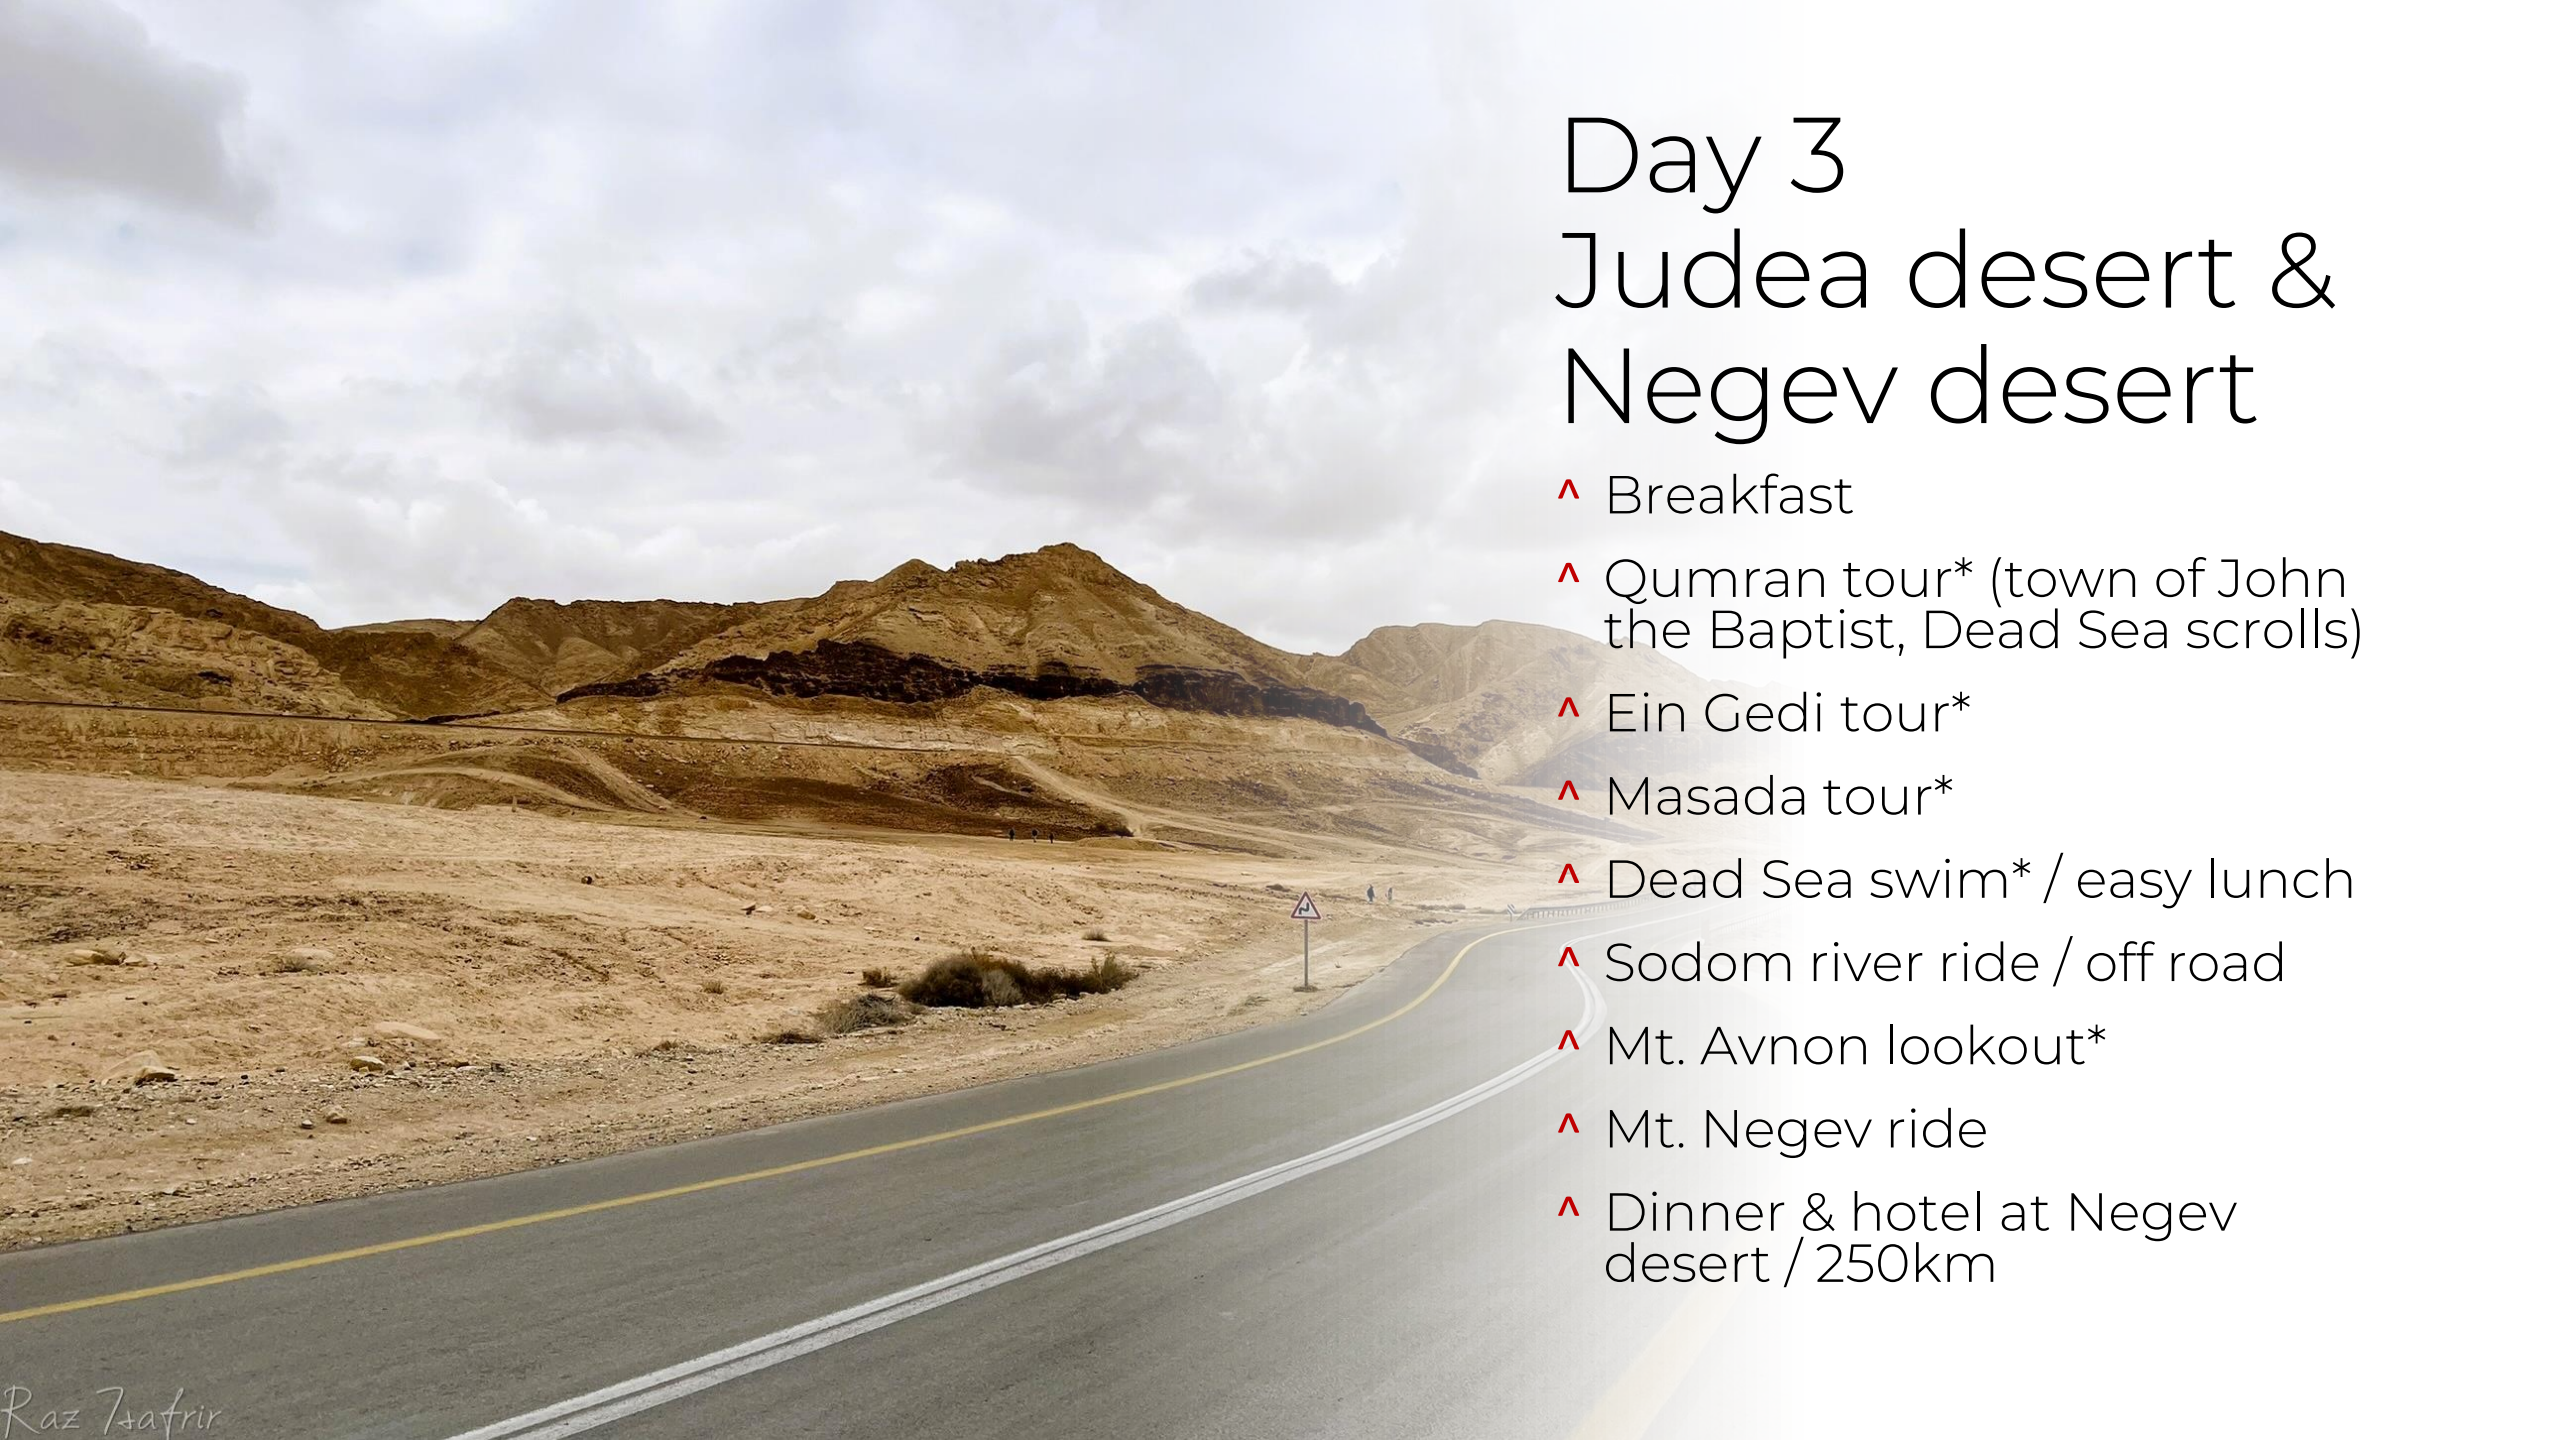 Day 3
Judea desert &
Negev desert
^ Breakfast
^ Qumran tour* (town of John
the Baptist, Dead Sea scrolls)
^ Ein Gedi tour*
^ Masada tour*
^ Dead Sea swim* / easy lunch
^ Sodom river ride / off road
^ Mt. Avnon lookout*
^ Mt. Negev ride
^ Dinner & hotel at Negev
desert / 250km
Raz Tsafrir